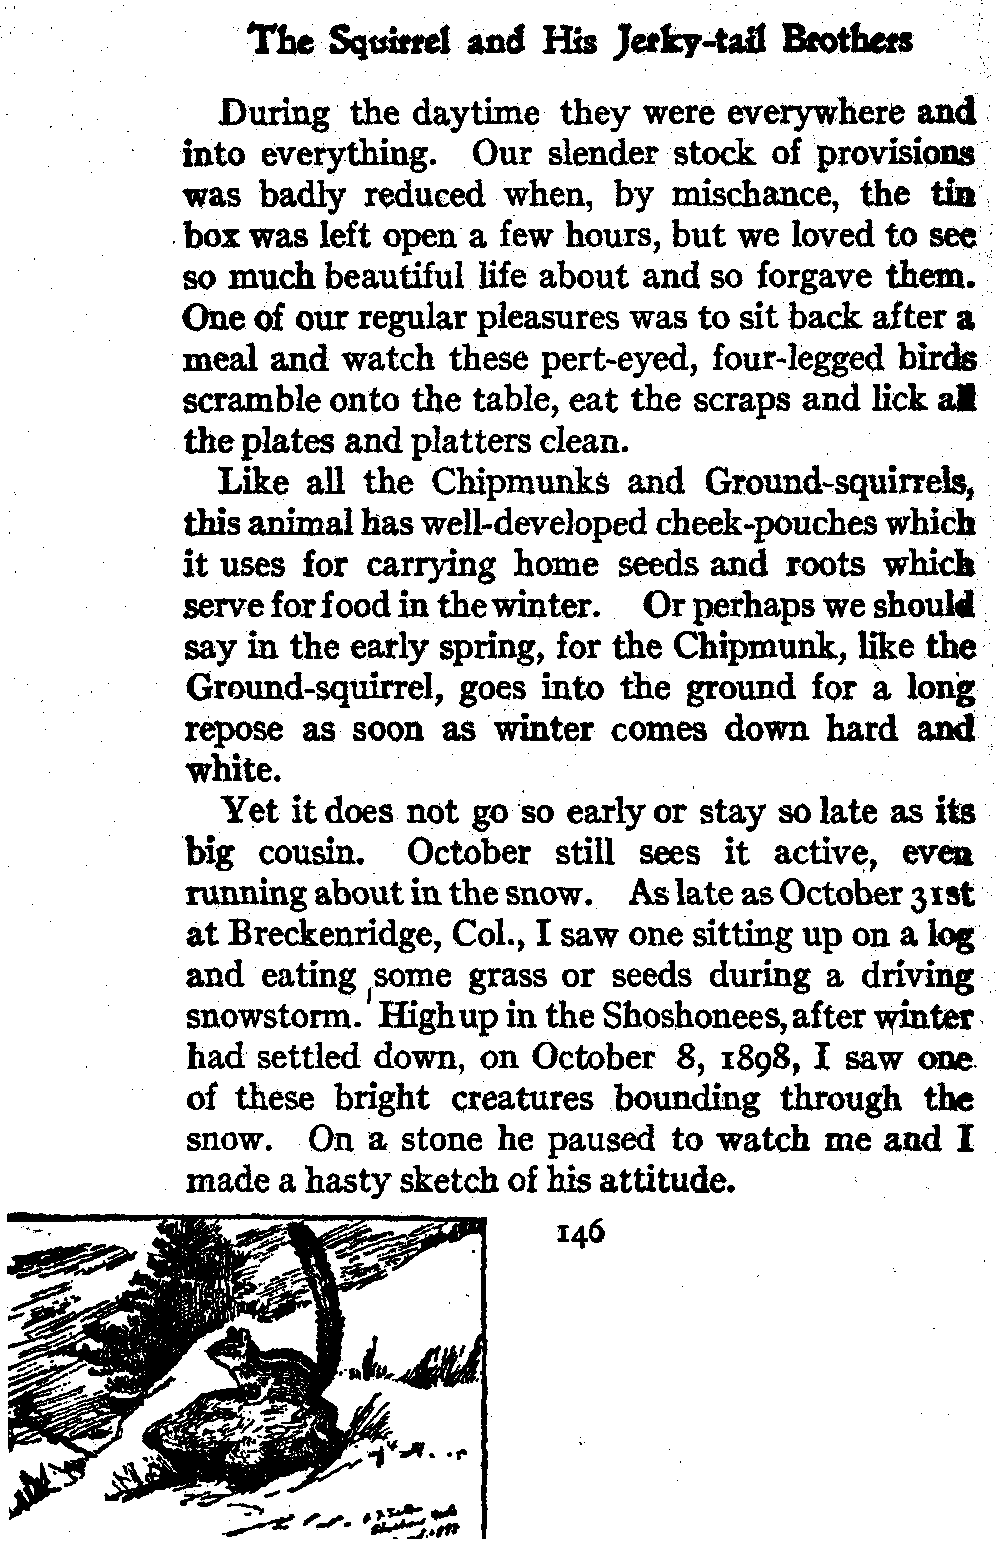 The Squirrel and His Jerky-tail Brothers
During the daytime they were everywhere and
into everything. Our slender stock of provisions
was badly reduced when, by mischance, the tin
box was left open a few hours, but we loved to see
so much beautiful life about and so forgave them.
One of our regular pleasures was to sit back after a
meal and watch these pert-eyed, four-legged birds
scramble onto the table, eat the scraps and lick all
the plates and platters clean.
Like all the Chipmunks and Ground-squirrels,
this animal has well-developed cheek-pouches which
it uses for carrying home seeds and roots which
serve for food in the winter. Or perhaps we should
say in the early spring, for the Chipmunk, like the
Ground-squirrel, goes into the ground for a long
repose as soon as winter comes down hard and
white.
Yet it does not go so early or stay so late as its
big cousin. October still sees it active, even
running about in the snow. As late as October 31st
at Breckenridge, Col., I saw one sitting up on a log
and eating some grass or seeds during a driving
snowstorm. High up in the Shoshonees, after winter
had settled down, on October 8, 1898, I saw one
of these bright creatures bounding through the
snow. On a stone he paused to watch me and I
made a hasty sketch of his attitude.
146